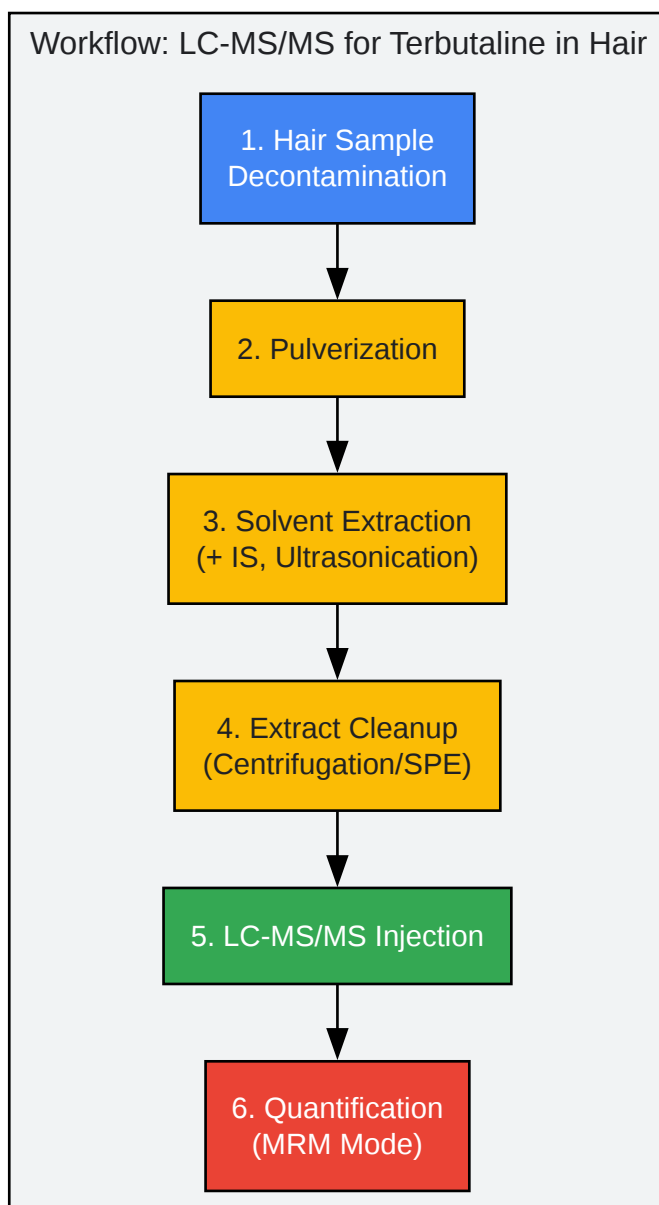 Workflow: LC-MS/MS for Terbutaline in Hair
1. Hair Sample
Decontamination
2. Pulverization
3. Solvent Extraction
(+ IS, Ultrasonication)
4. Extract Cleanup
(Centrifugation/SPE)
5. LC-MS/MS Injection
6. Quantification
(MRM Mode)